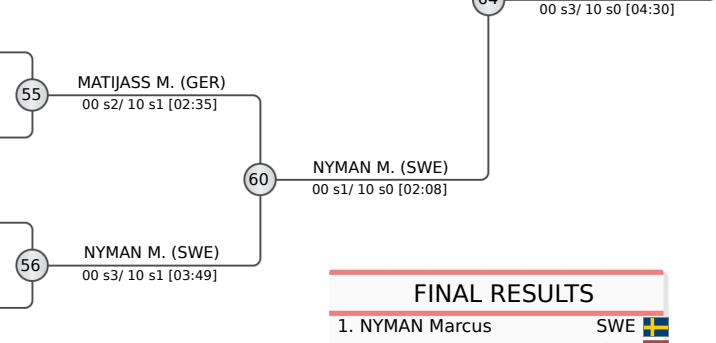 64
00 s3/ 10 s0 [04:30]
MATIJASS M. (GER)
55
00 s2/ 10 s1 [02:35]
NYMAN M. (SWE)
60
00 s1/ 10 s0 [02:08]
NYMAN M. (SWE)
56
00 s3/ 10 s1 [03:49]
FINAL RESULTS
1. NYMAN Marcus SWE